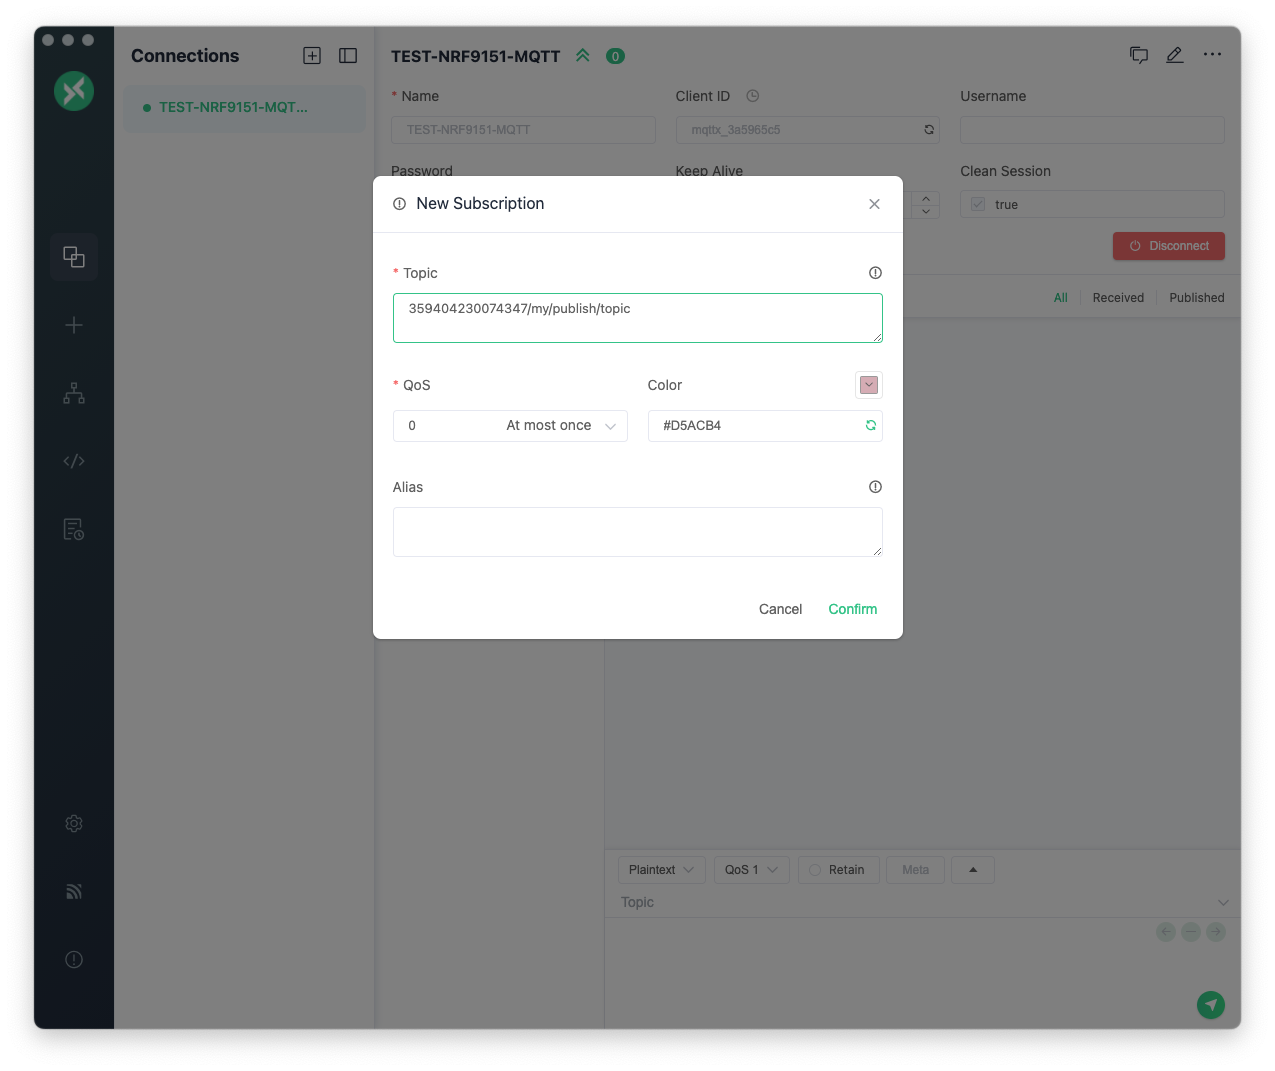 Connections
TEST-NRF9151-MQT...
TEST-NRF9151-MQTT
0
* Name
Client ID
Username
TEST-NRF9151-MQTT
mqttx_3a5965c5
Password
Keep Alive
Clean Session
true
Disconnect
All
Received
Published
New Subscription
* Topic
359404230074347/my/publish/topic
* QoS
Color
0
At most once
#D5ACB4
Alias
Cancel
Confirm
Plaintext
QoS 1
Retain
Meta
Topic